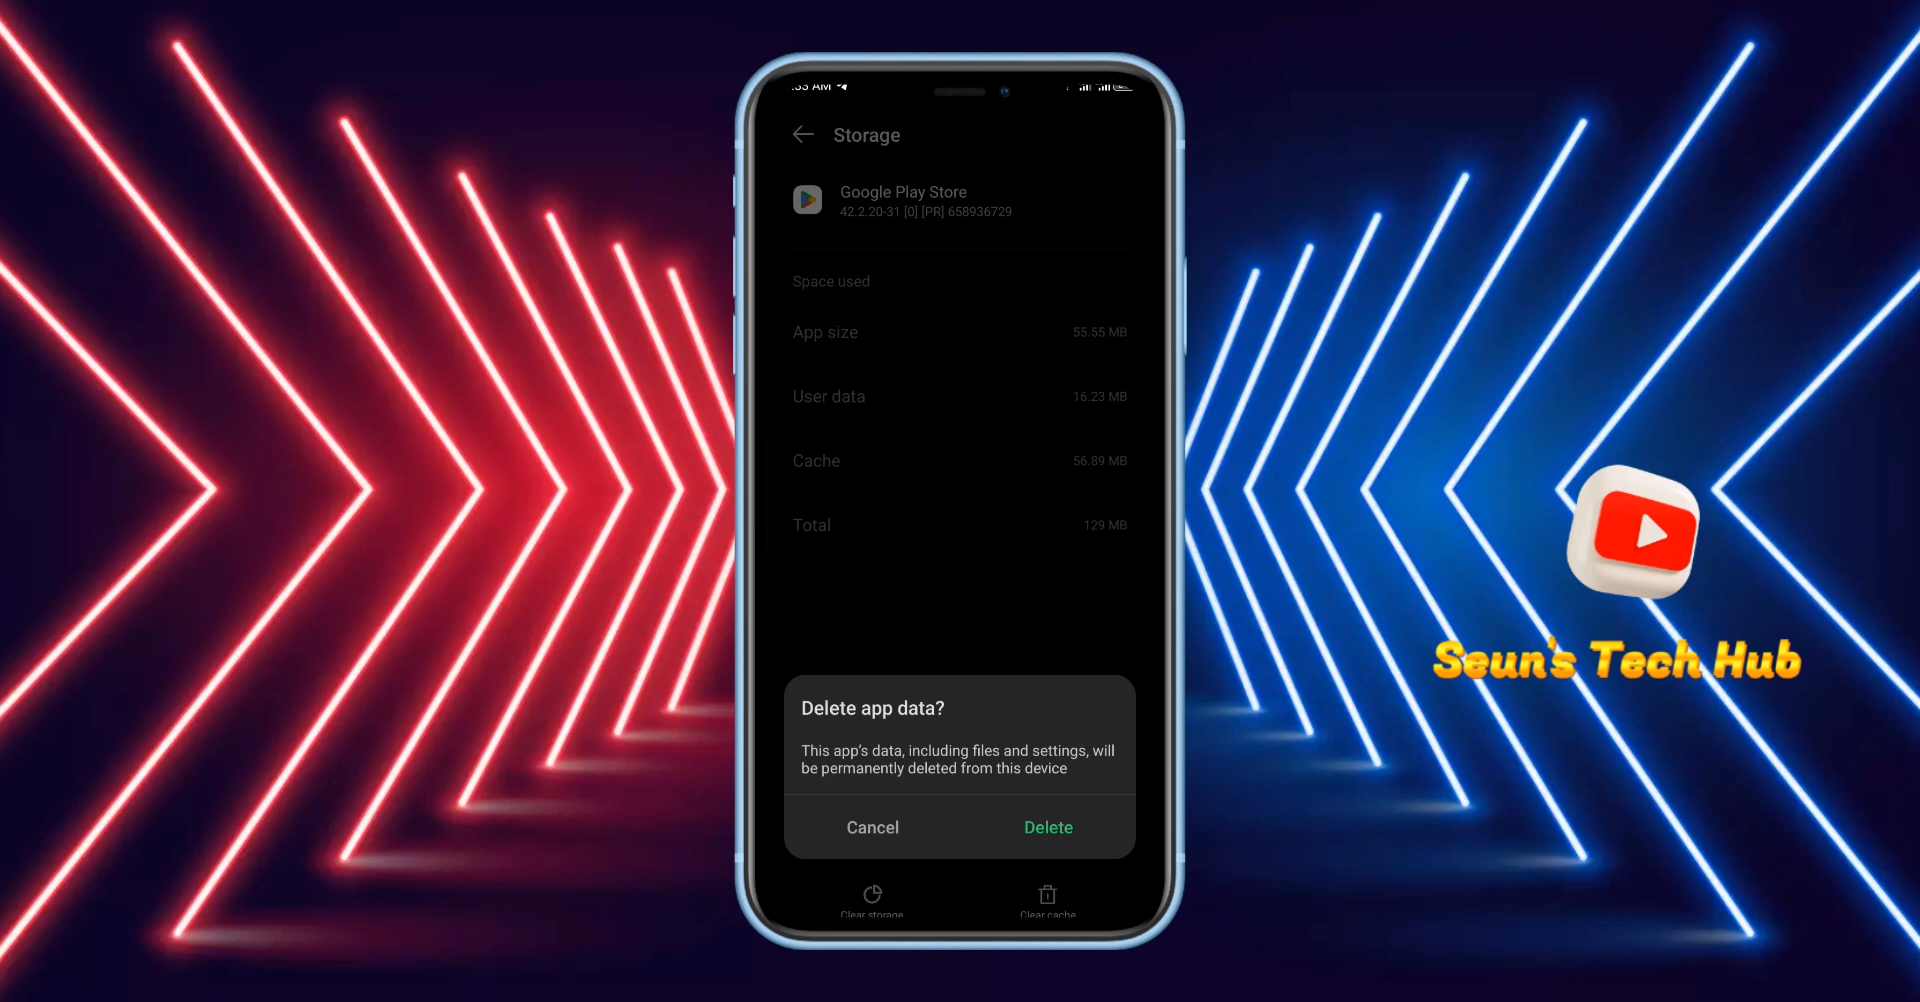 :33 AM
Storage
Google Play Store
42.2.20-31 [0] [PR] 658936729
Space used
App size 55.55 MB
User data 16.23 MB
Cache 56.89 MB
Total 129 MB
Seun's Tech Hub
Delete app data?
This app's data, including files and settings, will
be permanently deleted from this device
Cancel Delete
Clear storage Clear cache